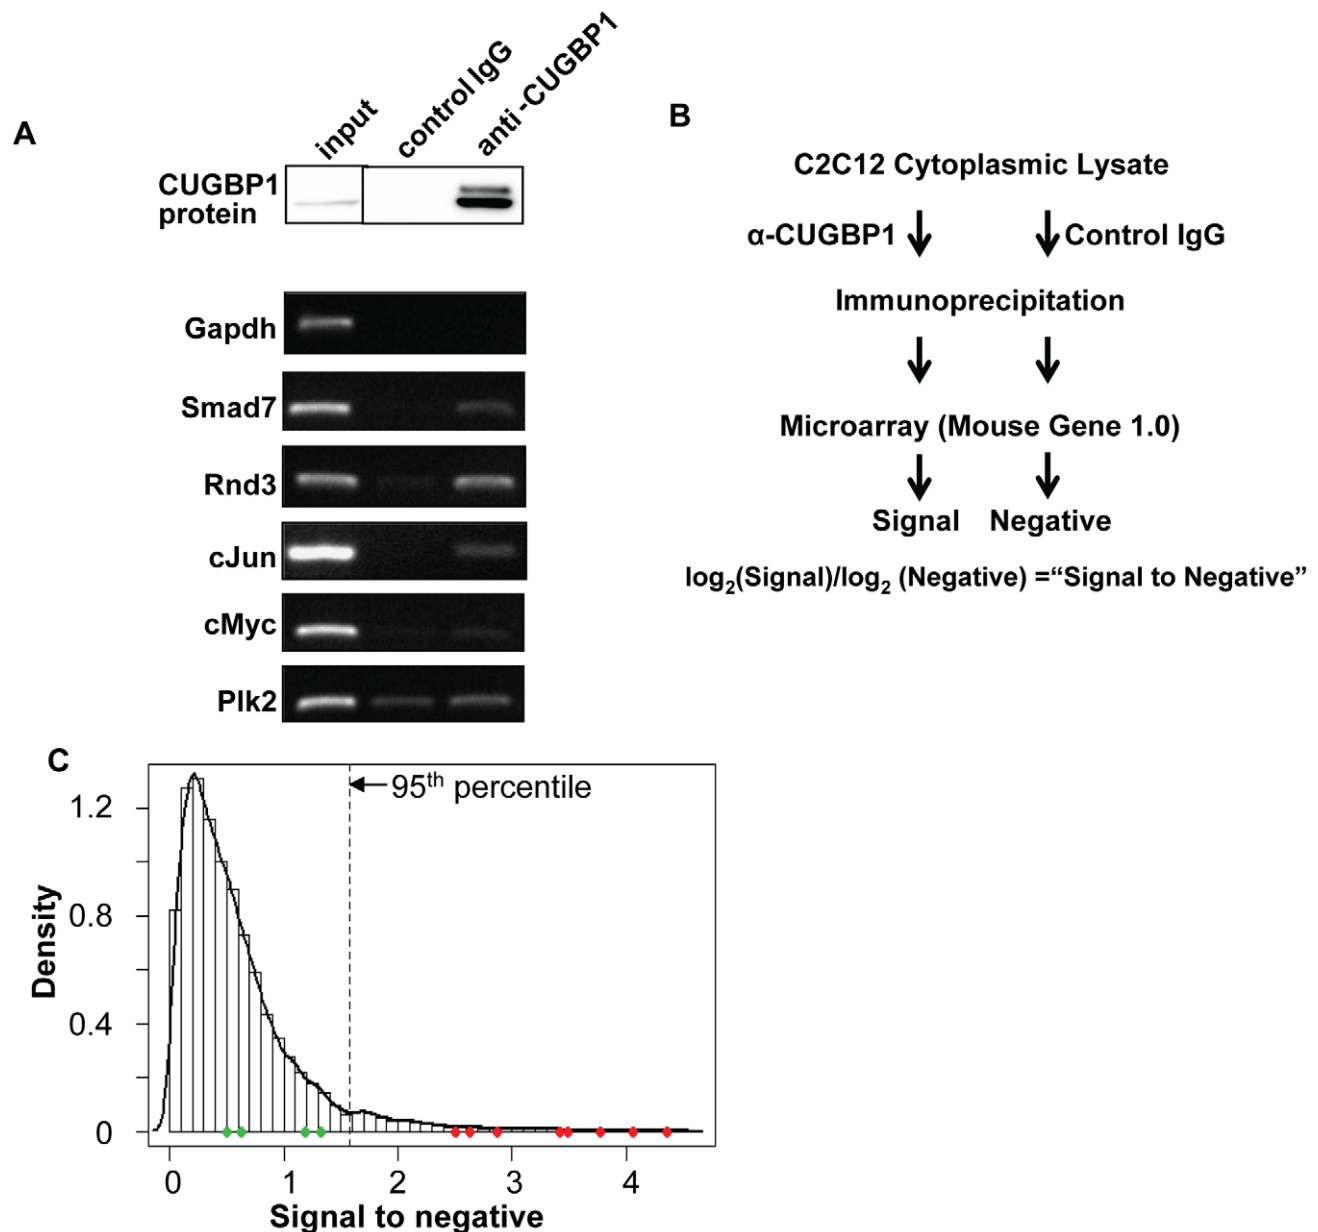 A
input
control IgG
anti-CUGBP1
CUGBP1
protein
Gapdh
Smad7
Rnd3
cJun
cMyc
Plk2
B
C2C12 Cytoplasmic Lysate
α-CUGBP1 Control IgG
Immunoprecipitation
Microarray (Mouse Gene 1.0)
Signal Negative
log₂(Signal)/log₂ (Negative) =“Signal to Negative”
C
95th percentile
1.2
0.8
0.4
0
Density
0 1 2 3 4
Signal to negative